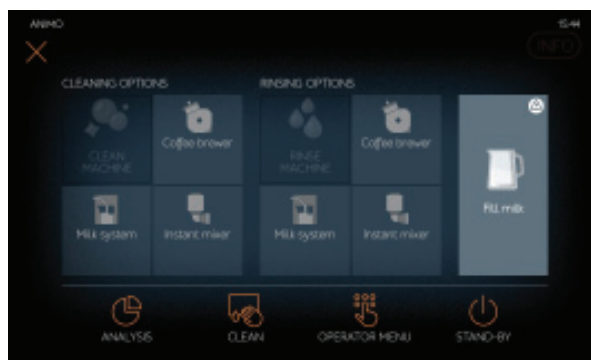 ANIMO
15:44
INFO
CLEANING OPTIONS
RINSING OPTIONS
CLEAN
MACHINE
Coffee brewer
RINSE
MACHINE
Coffee brewer
Milk system
Instant mixer
Milk system
Instant mixer
Fill milk
ANALYSIS
CLEAN
OPERATOR MENU
STAND-BY